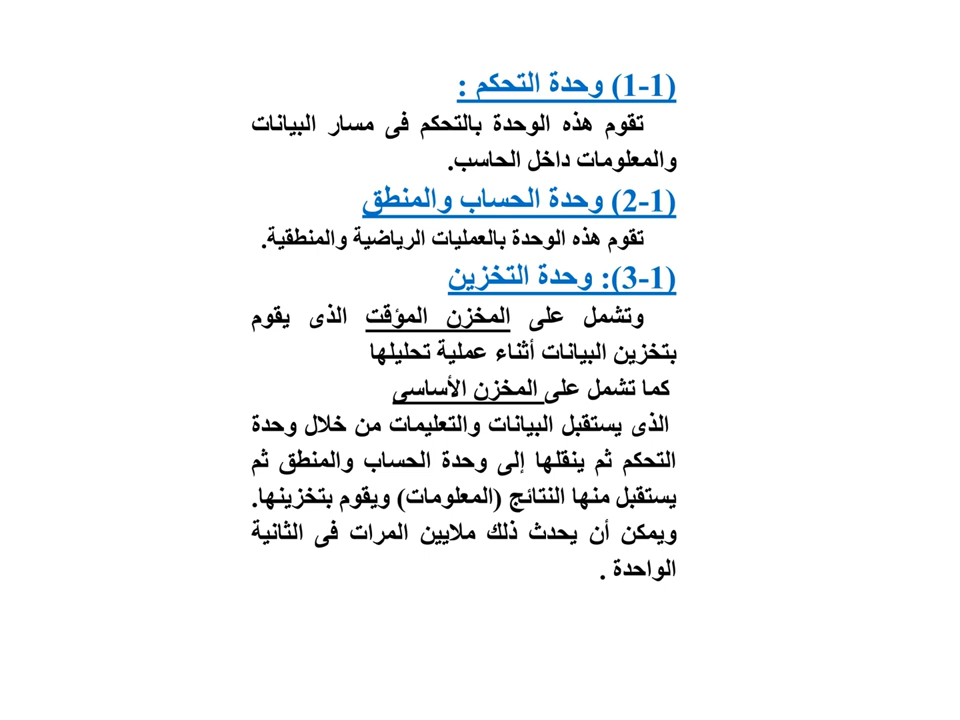 (1-1) وحدة التحكم :
تقوم هذه الوحدة بالتحكم فى مسار البيانات
والمعلومات داخل الحاسب.
(2-1) وحدة الحساب والمنطق
تقوم هذه الوحدة بالعمليات الرياضية والمنطقية.
(3-1): وحدة التخزين
وتشمل على المخزن المؤقت الذى يقوم
بتخزين البيانات أثناء عملية تحليلها
كما تشمل على المخزن الأساسى
الذى يستقبل البيانات والتعليمات من خلال وحدة
التحكم ثم ينقلها إلى وحدة الحساب والمنطق ثم
يستقبل منها النتائج (المعلومات) ويقوم بتخزينها.
ويمكن أن يحدث ذلك ملايين المرات فى الثانية
الواحدة .